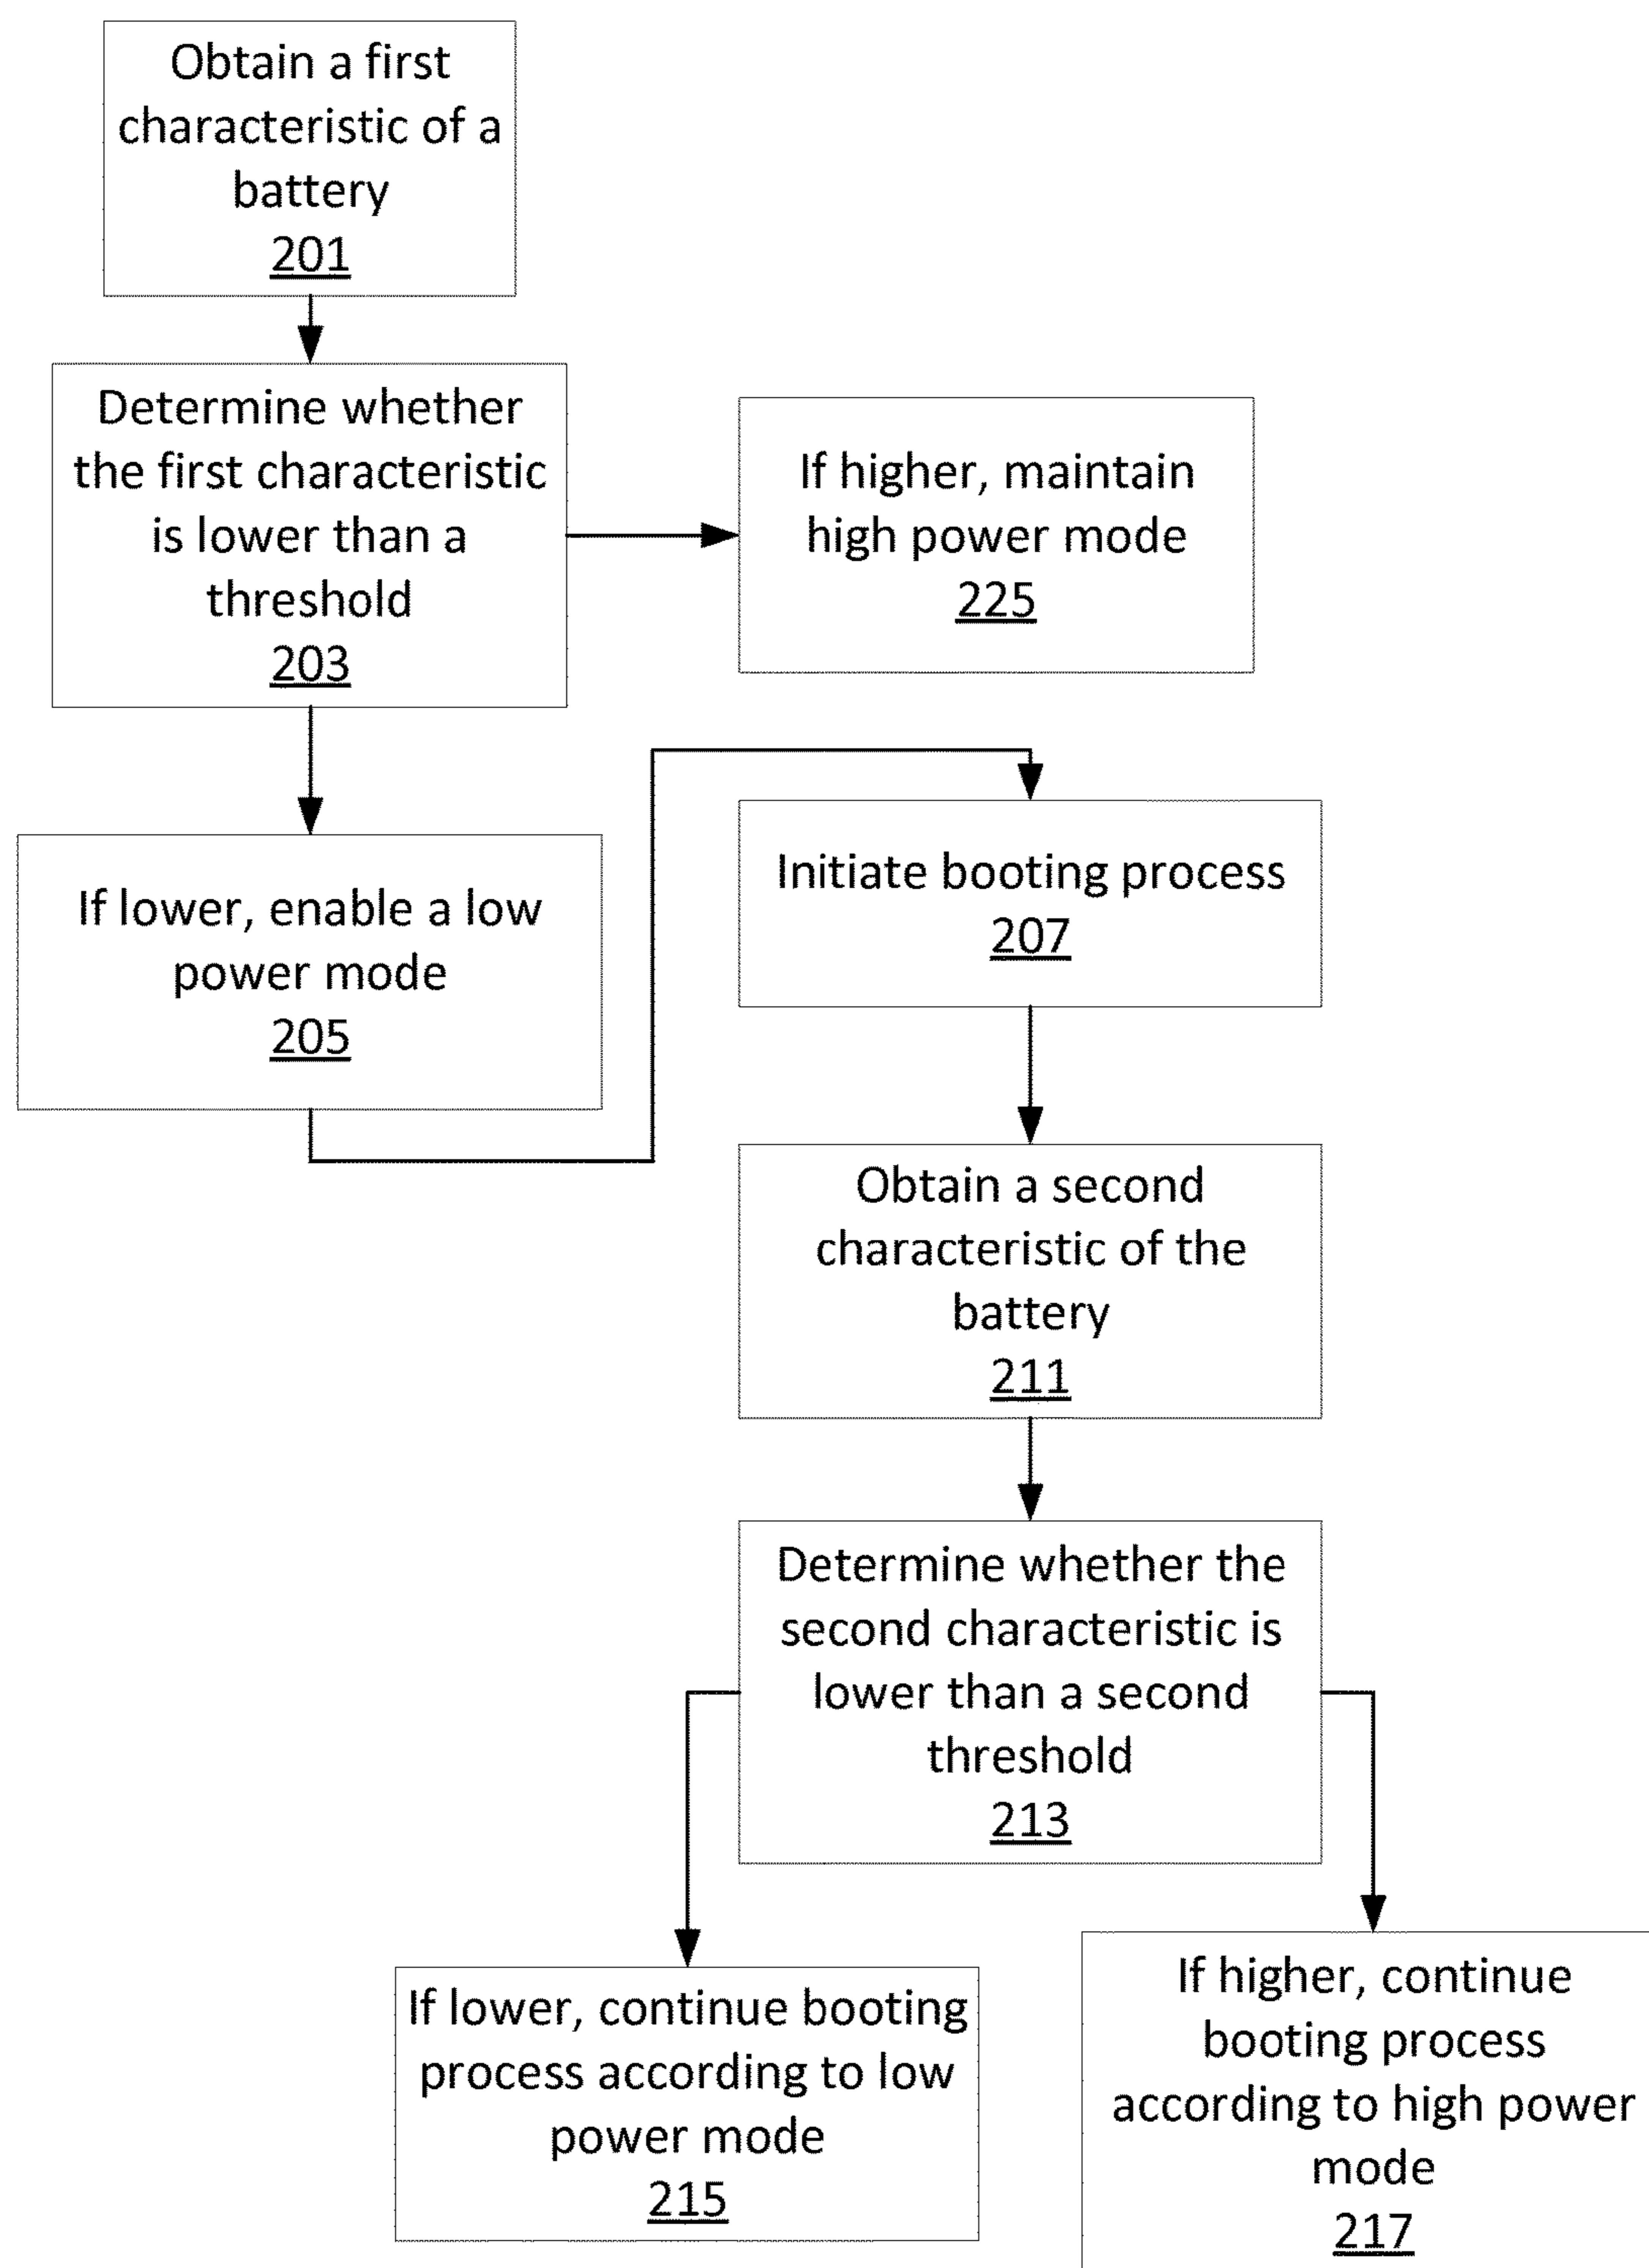 Obtain a first
characteristic of a
battery
201
Determine whether
the first characteristic
is lower than a
threshold
203
If higher, maintain
high power mode
225
If lower, enable a low
power mode
205
Initiate booting process
207
Obtain a second
characteristic of the
battery
211
Determine whether the
second characteristic is
lower than a second
threshold
213
If lower, continue booting
process according to low
power mode
215
If higher, continue
booting process
according to high power
mode
217